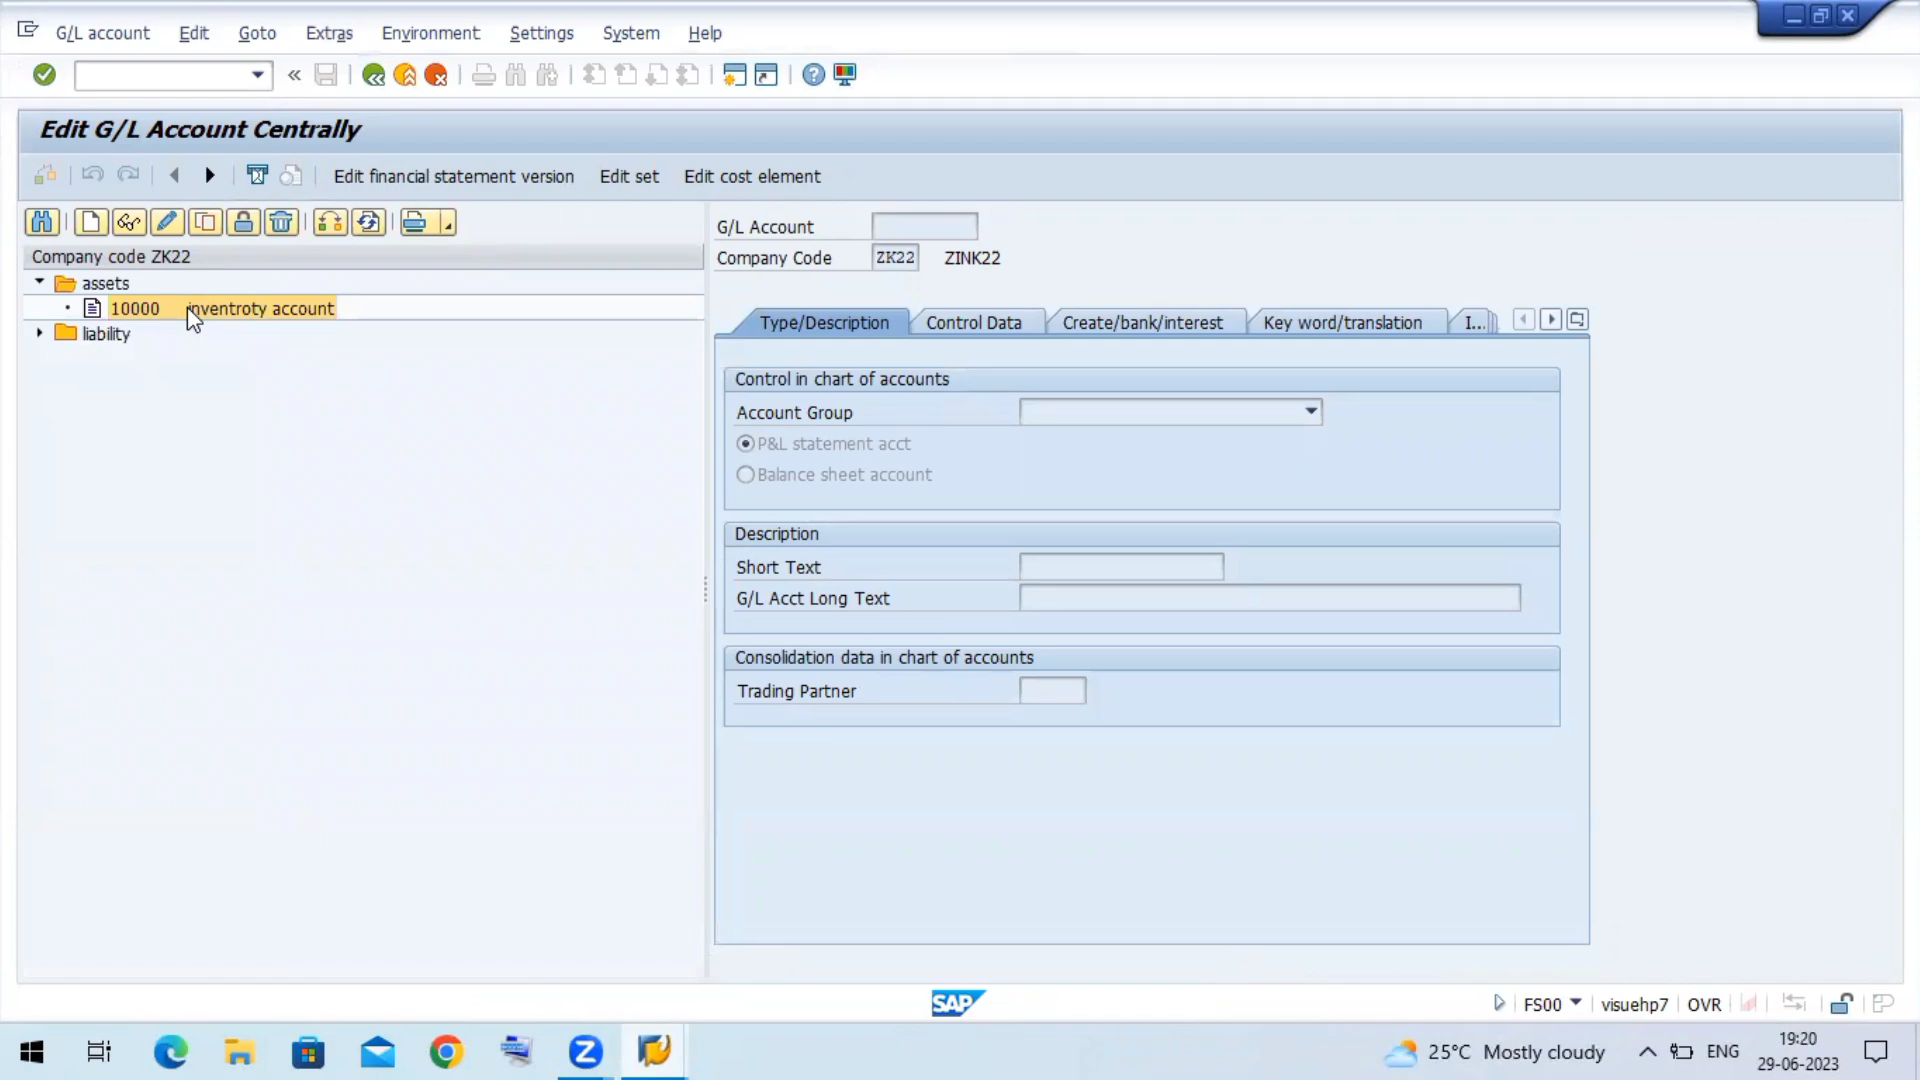 G/L account Edit Goto Extras Environment Settings System Help
Edit G/L Account Centrally
Edit financial statement version Edit set Edit cost element
Company code ZK22
assets
10000 inventroty account
liability
G/L Account
Company Code ZK22 ZINK22
Type/Description Control Data Create/bank/interest Key word/translation I...
Control in chart of accounts
Account Group
P&L statement acct
Balance sheet account
Description
Short Text
G/L Acct Long Text
Consolidation data in chart of accounts
Trading Partner
SAP
FS00 visuehp7 OVR
25°C Mostly cloudy ENG
19:20
29-06-2023